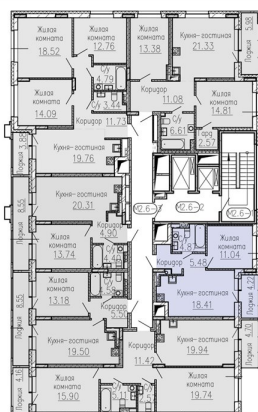 Жилая
комната
18.52
Жилая
комната
12.76
Жилая
комната
13.38
Кухня-гостиная
21.33
5.98
Лоджия
С/у
4.79
Жилая
комната
14.09
С/у
3.44
Коридор
11.73
Коридор
11.08
Жилая
комната
14.81
С/у
6.61
Гард
2.57
Кухня-гостиная
19.76
3.88
Лоджия
Кухня-гостиная
20.31
8.55
Лоджия
М2.6-3
М2.6-2
М2.6-
Коридор
4.90
Жилая
комната
13.74
С/у
4.46
С/у
4.87
Жилая
комната
11.04
Коридор
5.48
Жилая
комната
13.18
Коридор
5.50
8.55
Лоджия
Кухня-гостиная
18.41
4.22
Лоджия
Кухня-гостиная
19.50
Коридор
11.42
Кухня-гостиная
19.94
4.70
Лоджия
4.16
Лоджия
Жилая комната
15.90
С/у
5.11
Жилая комната
19.74